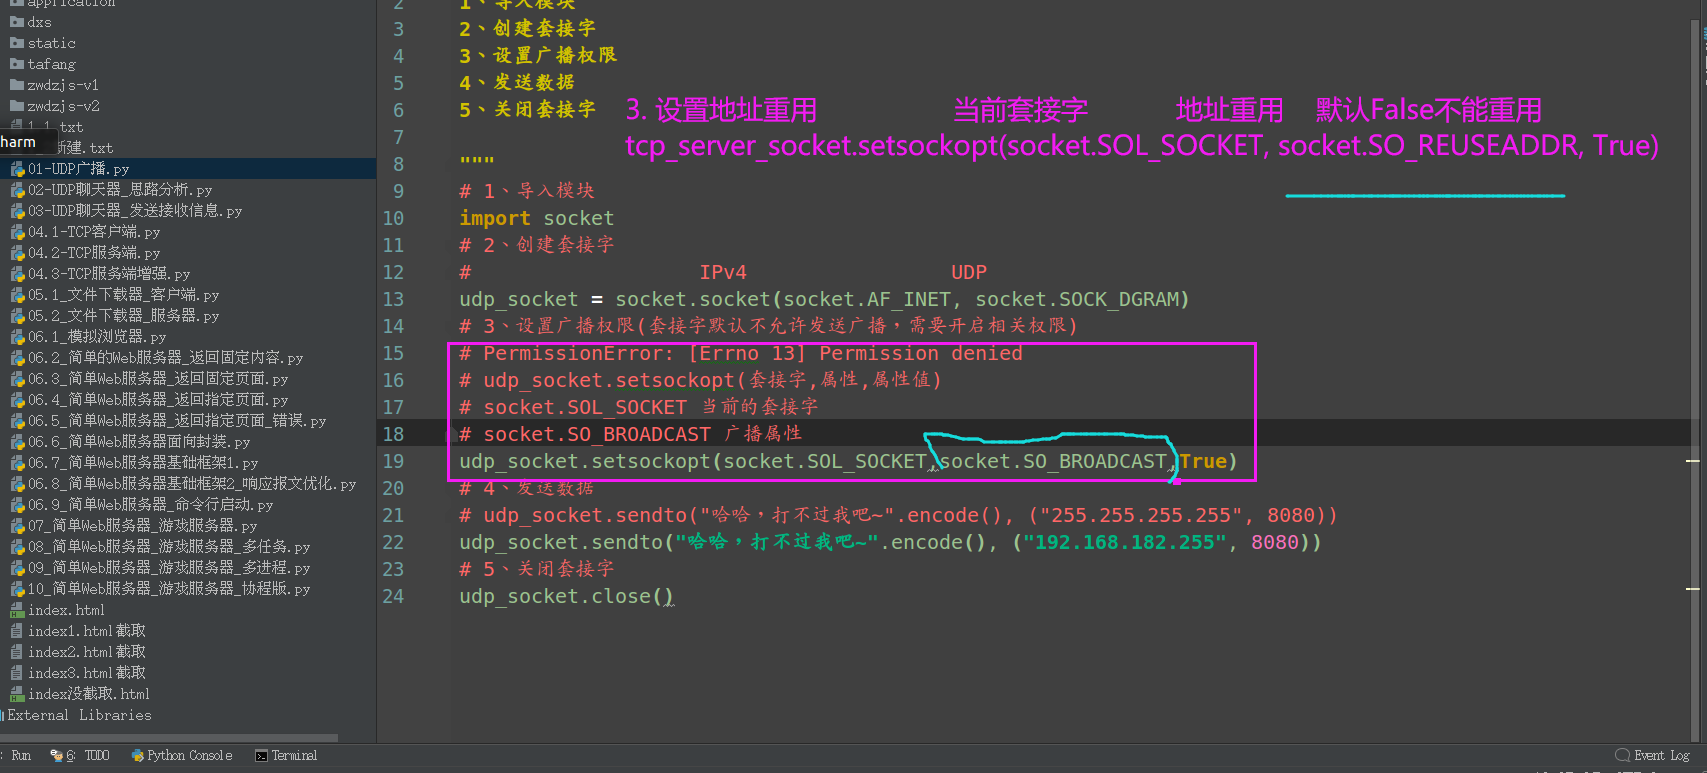 application
dxs
static
tafang
zwdzjs-v1
zwdzjs-v2
1_1.txt
harm
新建.txt
01-UDP广播.py
02-UDP聊天器_思路分析.py
03-UDP聊天器_发送接收信息.py
04.1-TCP客户端.py
04.2-TCP服务端.py
04.3-TCP服务端增强.py
05.1_文件下载器_客户端.py
05.2_文件下载器_服务器.py
06.1_模拟浏览器.py
06.2_简单的Web服务器_返回固定内容.py
06.3_简单Web服务器_返回固定页面.py
06.4_简单Web服务器_返回指定页面.py
06.5_简单Web服务器_返回指定页面_错误.py
06.6_简单Web服务器面向封装.py
06.7_简单Web服务器基础框架1.py
06.8_简单Web服务器基础框架2_响应报文优化.py
06.9_简单Web服务器_命令行启动.py
07_简单Web服务器_游戏服务器.py
08_简单Web服务器_游戏服务器_多任务.py
09_简单Web服务器_游戏服务器_多进程.py
10_简单Web服务器_游戏服务器_协程版.py
index.html
index1.html截取
index2.html截取
index3.html截取
index没截取.html
External Libraries
2 1、导入模块
3 2、创建套接字
4 3、设置广播权限
5 4、发送数据
6 5、关闭套接字
3. 设置地址重用 当前套接字 地址重用 默认False不能重用
7
tcp_server_socket.setsockopt(socket.SOL_SOCKET, socket.SO_REUSEADDR, True)
8 """
9 # 1、导入模块
10 import socket
11 # 2、创建套接字
12 # IPv4 UDP
13 udp_socket = socket.socket(socket.AF_INET, socket.SOCK_DGRAM)
14 # 3、设置广播权限(套接字默认不允许发送广播，需要开启相关权限)
15 # PermissionError: [Errno 13] Permission denied
16 # udp_socket.setsockopt(套接字,属性,属性值)
17 # socket.SOL_SOCKET 当前的套接字
18 # socket.SO_BROADCAST 广播属性
19 udp_socket.setsockopt(socket.SOL_SOCKET,socket.SO_BROADCAST,True)
20 # 4、发送数据
21 # udp_socket.sendto("哈哈，打不过我吧~".encode(), ("255.255.255.255", 8080))
22 udp_socket.sendto("哈哈，打不过我吧~".encode(), ("192.168.182.255", 8080))
23 # 5、关闭套接字
24 udp_socket.close()
: Run 6: TODO Python Console Terminal Event Log